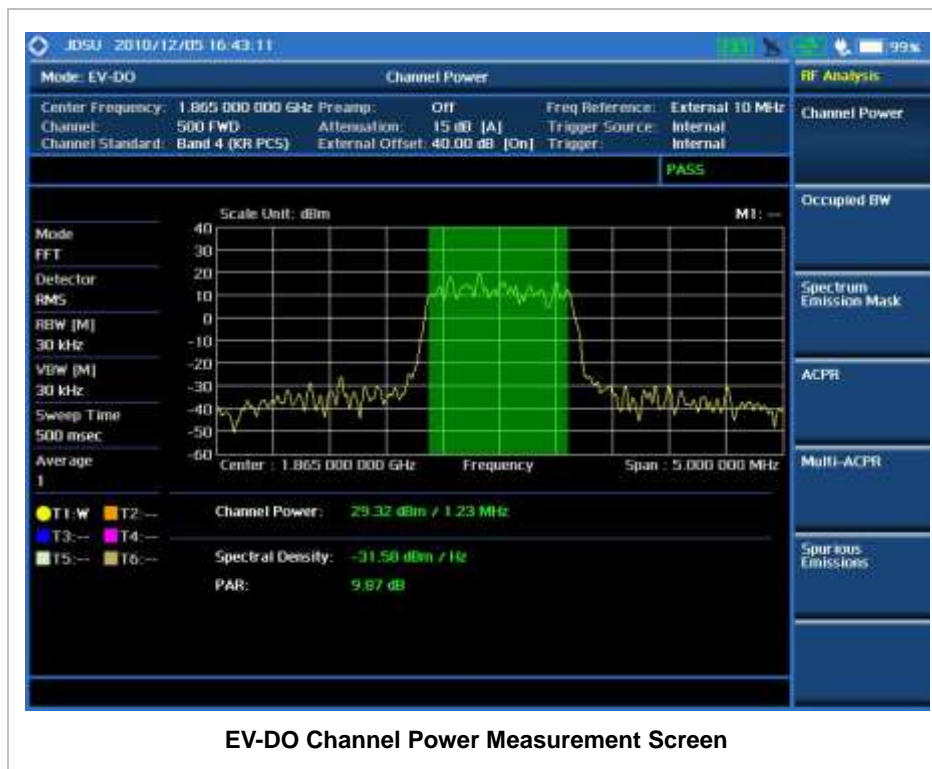 JDSU 2010/12/05 16:43:11
99%
Mode: EV-DO
Channel Power
RF Analysis
Center Frequency: 1.865 000 000 GHz Preamp: Off Freq Reference: External 10 MHz
Channel: 500 FWD Attenuation: 15 dB [A] Trigger Source: Internal
Channel Standard: Band 4 (KR PCS) External Offset: 40.00 dB [On] Trigger: Internal
PASS
Channel Power
Occupied BW
Spectrum
Emission Mask
ACPR
Multi-ACPR
Spurious
Emissions
Scale Unit: dBm
M1: --
Mode
FFT
Detector
RMS
RBW [M]
30 kHz
VBW [M]
30 kHz
Sweep Time
500 msec
Average
1
40
30
20
10
0
-10
-20
-30
-40
-50
-60
Center : 1.865 000 000 GHz Frequency Span : 5.000 000 MHz
T1:W T2:--
T3:-- T4:--
T5:-- T6:--
Channel Power: 29.32 dBm / 1.23 MHz
Spectral Density: -31.58 dBm / Hz
PAR: 9.87 dB
EV-DO Channel Power Measurement Screen